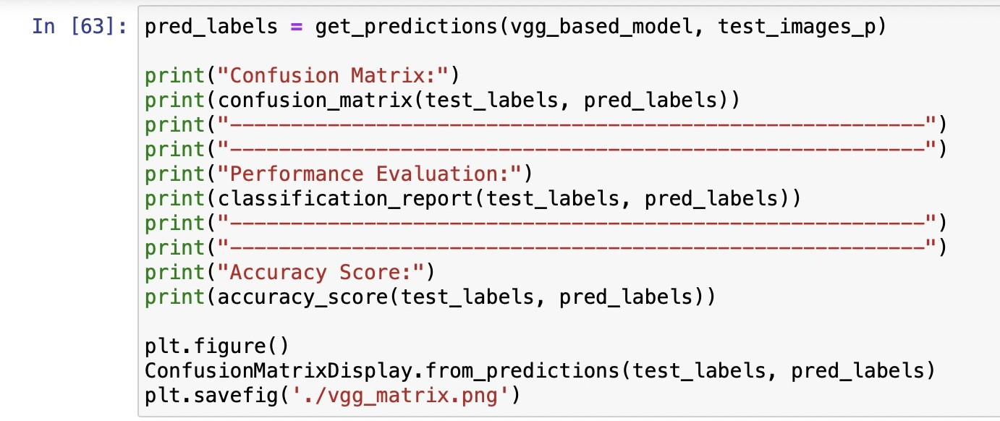 In [63]: pred_labels = get_predictions(vgg_based_model, test_images_p)
print("Confusion Matrix:")
print(confusion_matrix(test_labels, pred_labels))
print("---------------------------------------------------------")
print("---------------------------------------------------------")
print("Performance Evaluation:")
print(classification_report(test_labels, pred_labels))
print("---------------------------------------------------------")
print("---------------------------------------------------------")
print("Accuracy Score:")
print(accuracy_score(test_labels, pred_labels))
plt.figure()
ConfusionMatrixDisplay.from_predictions(test_labels, pred_labels)
plt.savefig('./vgg_matrix.png')